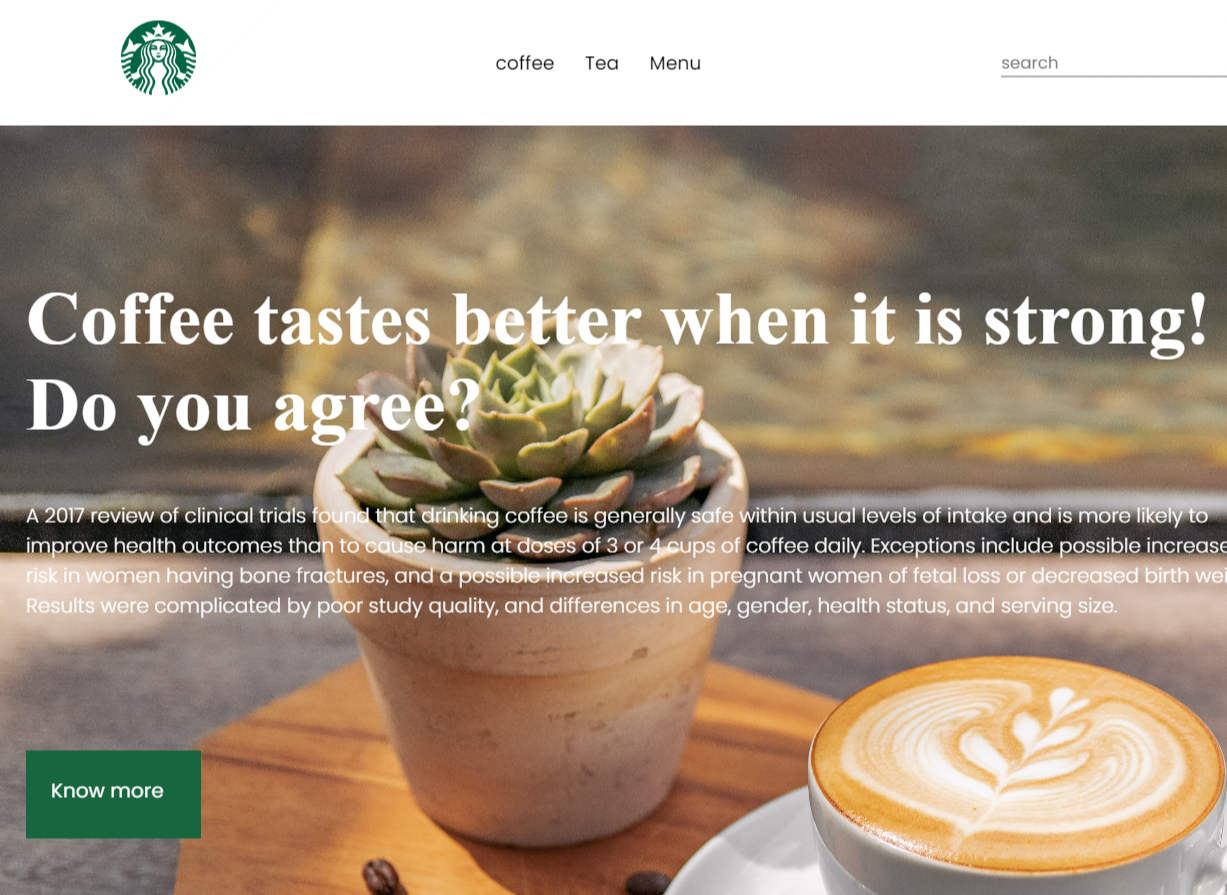 coffee Tea Menu search
Coffee tastes better when it is strong!
Do you agree?
A 2017 review of clinical trials found that drinking coffee is generally safe within usual levels of intake and is more likely to
improve health outcomes than to cause harm at doses of 3 or 4 cups of coffee daily. Exceptions include possible increase
risk in women having bone fractures, and a possible increased risk in pregnant women of fetal loss or decreased birth wei
Results were complicated by poor study quality, and differences in age, gender, health status, and serving size.
Know more